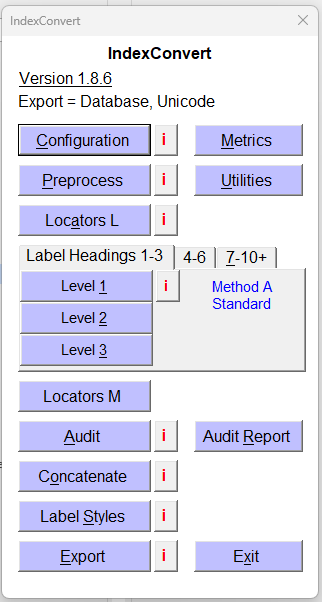 IndexConvert
IndexConvert
Version 1.8.6
Export = Database, Unicode
Configuration i Metrics
Preprocess i Utilities
Locators L i
Label Headings 1-3 4-6 7-10+
Level 1 i Method A
Standard
Level 2
Level 3
Locators M
Audit i Audit Report
Concatenate i
Label Styles i
Export i Exit